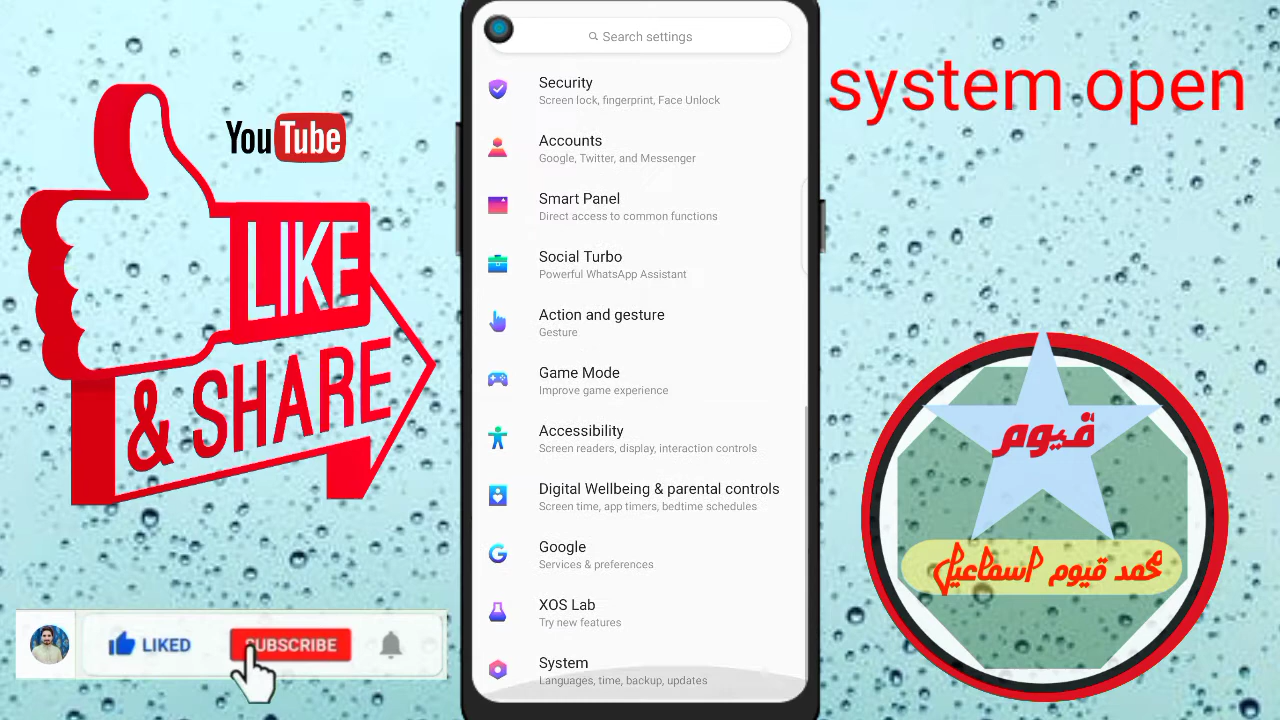 YouTube
LIKE
& SHARE
LIKED
SUBSCRIBE
Search settings
Security
Screen lock, fingerprint, Face Unlock
Accounts
Google, Twitter, and Messenger
Smart Panel
Direct access to common functions
Social Turbo
Powerful WhatsApp Assistant
Action and gesture
Gesture
Game Mode
Improve game experience
Accessibility
Screen readers, display, interaction controls
Digital Wellbeing & parental controls
Screen time, app timers, bedtime schedules
Google
Services & preferences
XOS Lab
Try new features
System
Languages, time, backup, updates
system open
قیوم
محمد قیوم اسماعیل